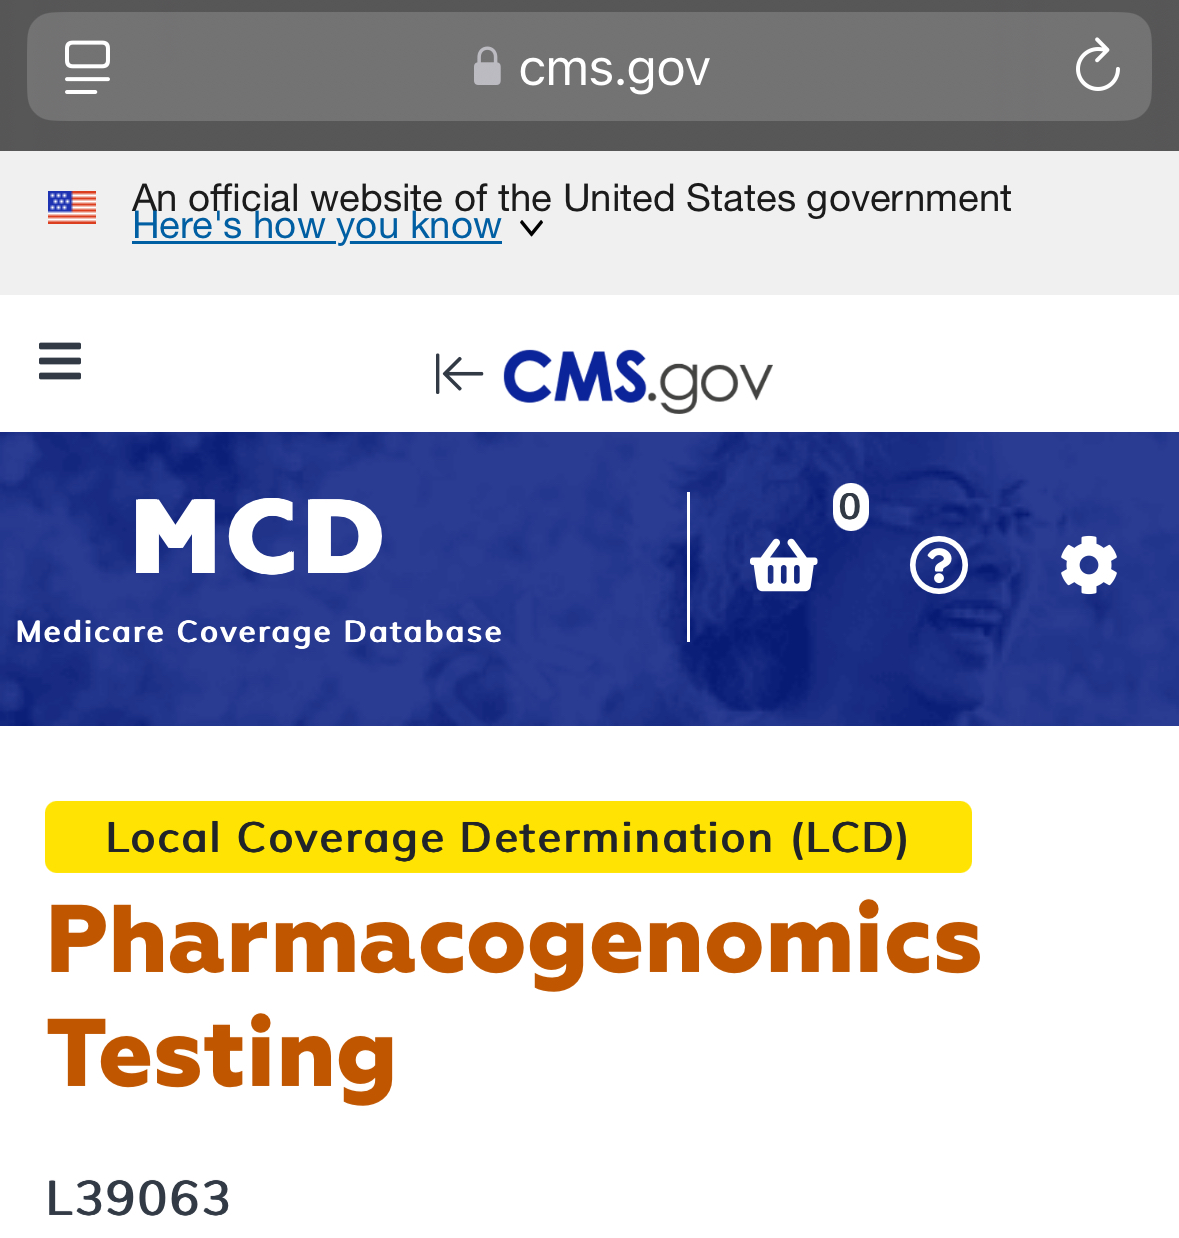 cms.gov
An official website of the United States government
Here's how you know
CMS.gov
MCD
0
Medicare Coverage Database
Local Coverage Determination (LCD)
Pharmacogenomics
Testing
L39063